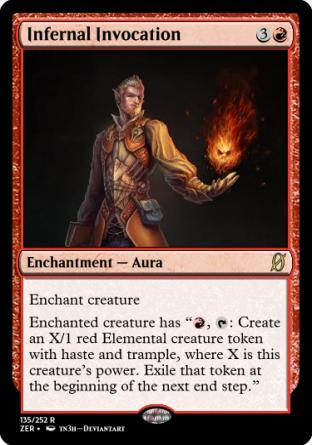 Infernal Invocation 3
Enchantment — Aura
Enchant creature
Enchanted creature has “, : Create
an X/1 red Elemental creature token
with haste and trample, where X is this
creature's power. Exile that token at
the beginning of the next end step.”
135/252 R
ZER • TN3H—DEVIANTART